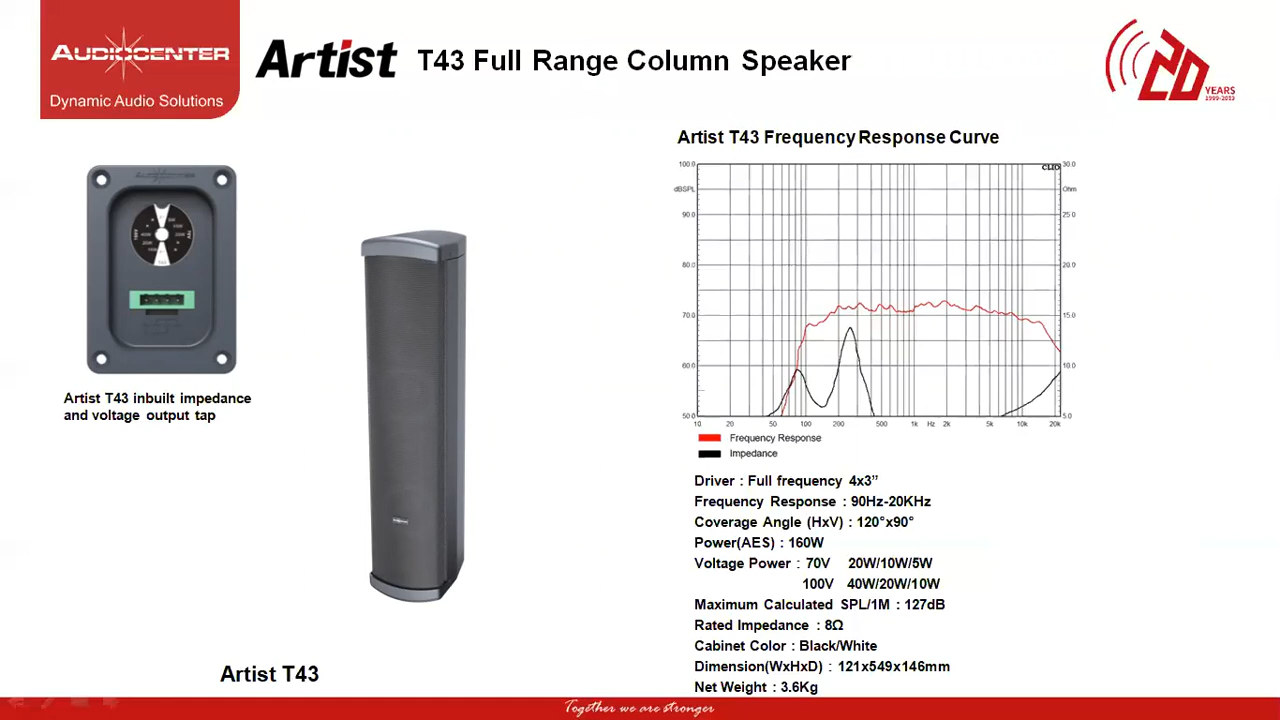 AUDIOCENTER
Dynamic Audio Solutions
Artist T43 Full Range Column Speaker
20 YEARS
1999-2013
Artist T43 Frequency Response Curve
100.0
dBSPL
90.0
80.0
70.0
60.0
50.0
CLIO
30.0
Ohm
25.0
20.0
15.0
10.0
5.0
10 20 50 100 200 500 1k Hz 2k 5k 10k 20k
Frequency Response
Impedance
Artist T43 inbuilt impedance
and voltage output tap
Driver : Full frequency 4x3”
Frequency Response : 90Hz-20KHz
Coverage Angle (HxV) : 120°x90°
Power(AES) : 160W
Voltage Power : 70V 20W/10W/5W
100V 40W/20W/10W
Maximum Calculated SPL/1M : 127dB
Rated Impedance : 8Ω
Cabinet Color : Black/White
Dimension(WxHxD) : 121x549x146mm
Net Weight : 3.6Kg
Artist T43
Together we are stronger